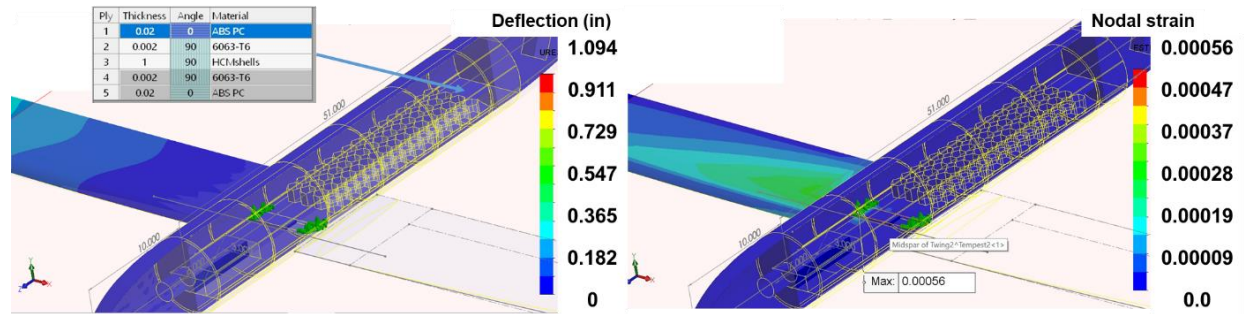 Ply Thickness Angle Material
1 0.02 0 ABS PC
2 0.002 90 6063-T6
3 1 90 HCMshells
4 0.002 90 6063-T6
5 0.02 0 ABS PC
Deflection (in)
1.094
0.911
0.729
0.547
0.365
0.182
0
51.000
10.000
Nodal strain
0.00056
0.00047
0.00037
0.00028
0.00019
0.00009
0.0
51.000
10.000
Midspar of Twing2^Tempest2<1>
Max: 0.00056